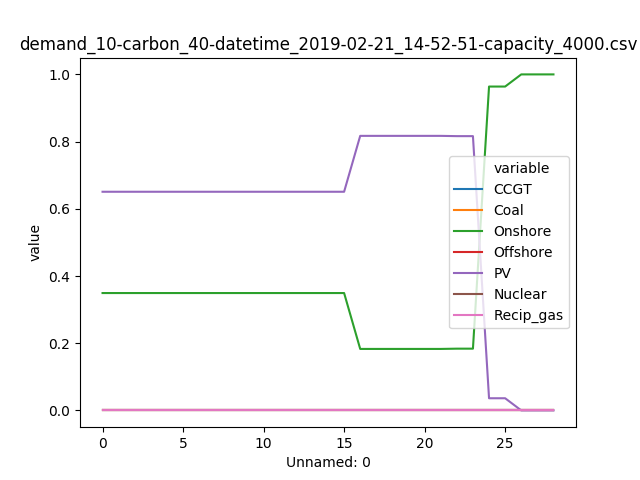 demand_10-carbon_40-datetime_2019-02-21_14-52-51-capacity_4000.csv
1.0
0.8
0.6
0.4
0.2
0.0
value
variable
CCGT
Coal
Onshore
Offshore
PV
Nuclear
Recip_gas
0 5 10 15 20 25
Unnamed: 0